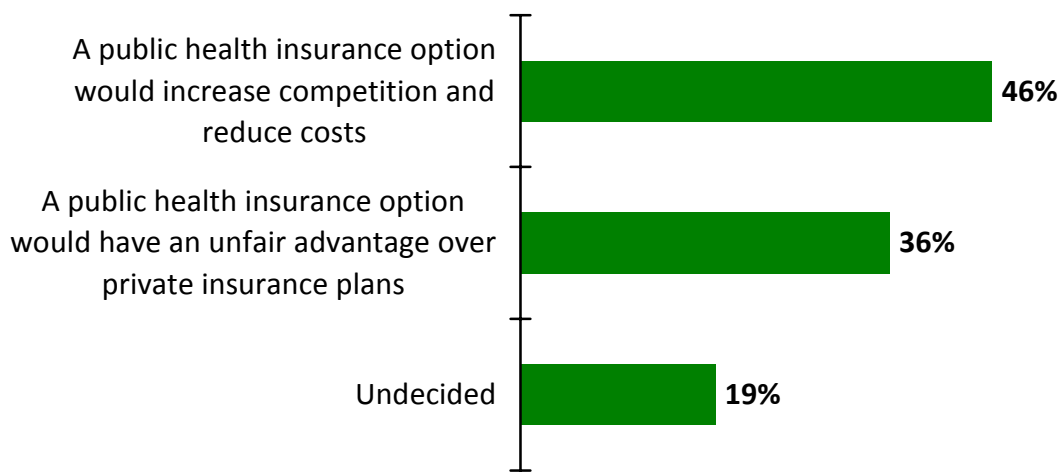 A public health insurance option
would increase competition and
reduce costs
46%
A public health insurance option
would have an unfair advantage over
private insurance plans
36%
Undecided
19%